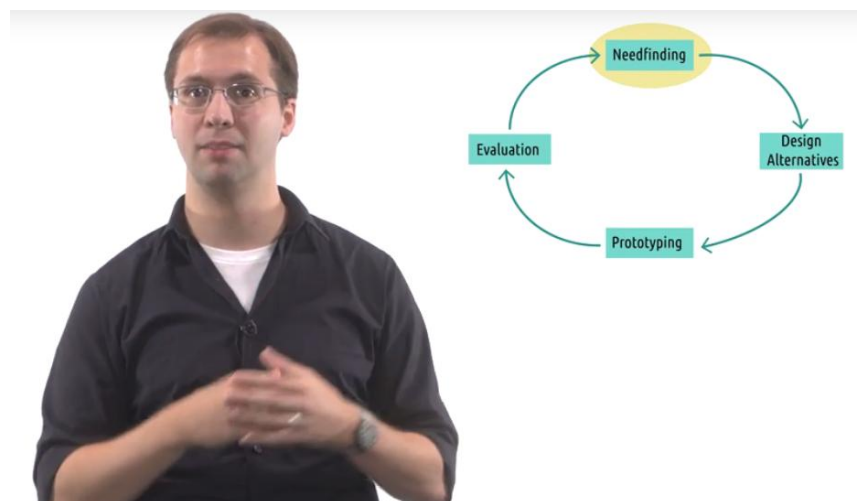 Needfinding
Design
Alternatives
Prototyping
Evaluation